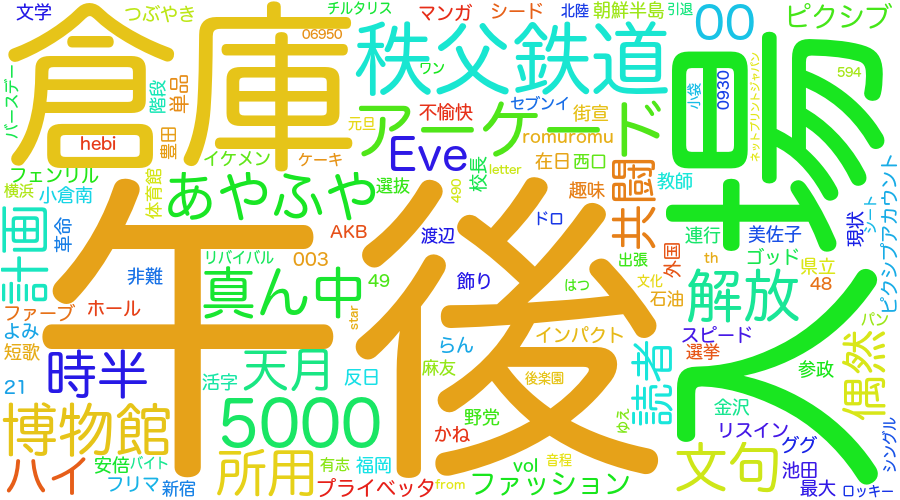 文学
つぶやき
チルタリス
マンガ
シード
北陸
朝鮮半島
引退
00
ピクシブ
倉庫
06950
秩父鉄道
ワン
入場
594
バースデー
階段
単品
アーケード
不愉快
セブンイ
街宣
小袋
0930
ネットプリントジャパン
hebi
豊田
元旦
Eve
romuromu
イケメン
ケーキ
フェンリル
横浜
小倉南
体育館
あやふや
選抜
490
校長
letter
在日
西口
趣味
共闘
教師
ピクシブアカウント
計画
革命
午後
AKB
渡辺
ドロ
連行
美佐子
現状
シート
非難
リバイバル
003
真ん中
49
飾り
はつ
出張
外国
文化
石油
th
ゴッド
県立
48
解放
ファーブ
ホール
よみ
短歌
star
らん
インパクト
スピード
選挙
パン
時半
天月
麻友
活字
反日
後楽園
読者
参政
偶然
21
5000
博物館
野党
かね
ゆえ
金沢
リスイン
シングル
ハイ
安倍
バイト
フリマ
新宿
所用
有志
福岡
プライベッタ
from
vol
音程
ファッション
文句
ググ
池田
最大
ロッキー